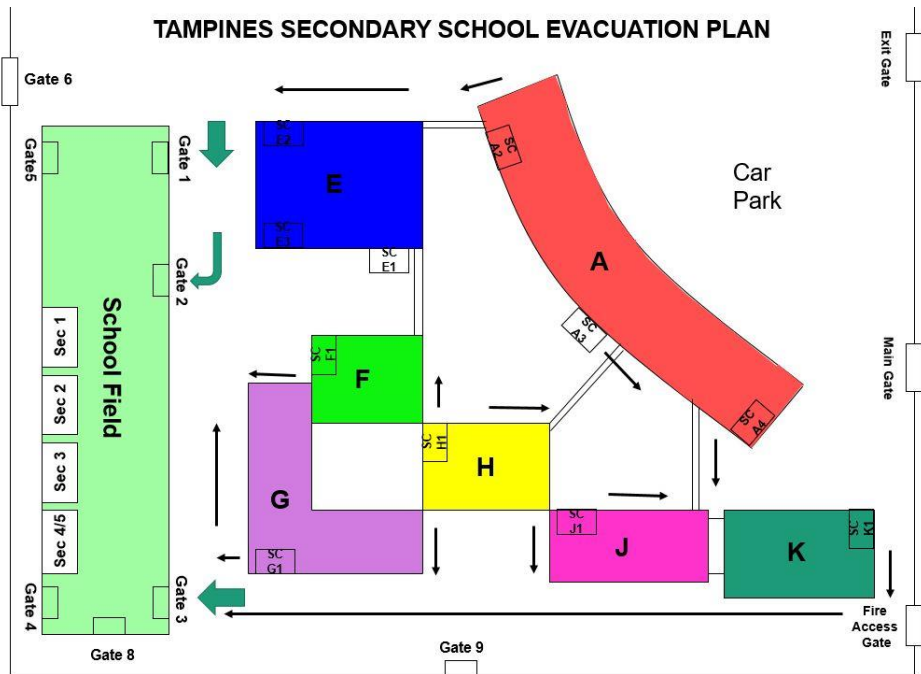 TAMPINES SECONDARY SCHOOL EVACUATION PLAN
Exit Gate
Gate 6
SC
E2
SC
A2
Gate5
Gate 1
E
Car
Park
SC
E3
SC
E1
A
Gate 2
School Field
Sec 1
SC
A3
SC
F1
F
Main Gate
Sec 2
SC
A4
SC
H1
H
Sec 3
G
Sec 4/5
SC
J1
J
SC
K1
K
SC
G1
Gate 4
Gate 3
Fire
Access
Gate
Gate 8
Gate 9